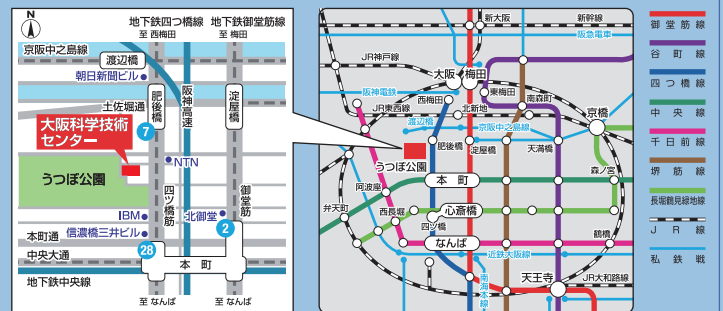 N
地下鉄四つ橋線
至 西梅田
地下鉄御堂筋線
至 梅田
京阪中之島線
渡辺橋
朝日新聞ビル
土佐堀通
肥後橋
阪神高速
淀屋橋
7
大阪科学技術
センター
NTN
うつぼ公園
四ツ橋筋
御堂筋
IBM
北御堂
2
信濃橋三井ビル
本町通
28
中央大通
本町
地下鉄中央線
至 なんば
至 なんば
新大阪
新幹線
阪急電車
JR神戸線
大阪
梅田
阪神電鉄
西梅田
東梅田
南森町
JR東西線
北新地
京橋
渡辺橋
京阪中之島線
肥後橋
淀屋橋
天満橋
うつぼ公園
森ノ宮
阿波座
本町
弁天町
西長堀
心斎橋
四ツ橋
なんば
鶴橋
近鉄大阪線
南海本線
天王寺
JR大和路線
御堂筋線
谷町線
四つ橋線
中央線
千日前線
堺筋線
長堀鶴見緑地線
JR線
私鉄戦